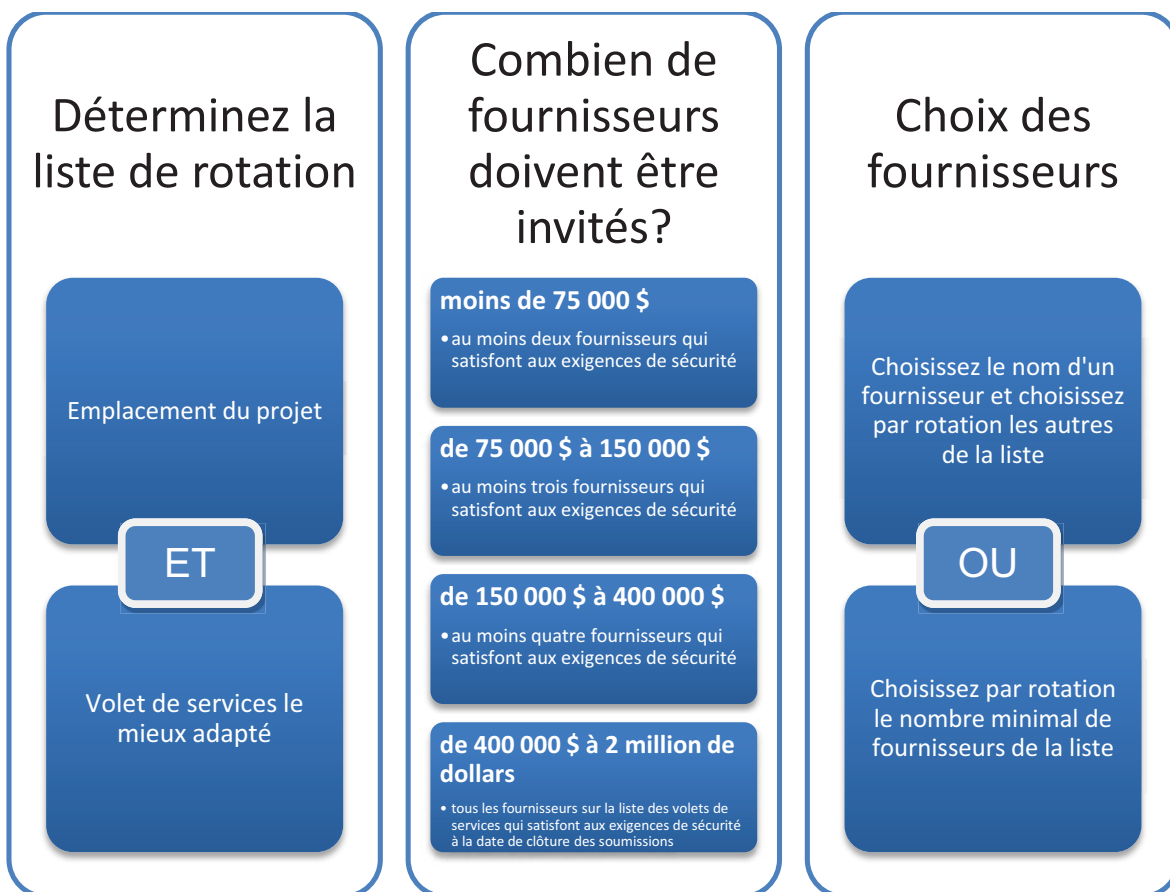 Déterminez la
liste de rotation
Emplacement du projet
ET
Volet de services le
mieux adapté
Combien de
fournisseurs
doivent être
invités?
moins de 75 000 $
• au moins deux fournisseurs qui
satisfont aux exigences de sécurité
de 75 000 $ à 150 000 $
• au moins trois fournisseurs qui
satisfont aux exigences de sécurité
de 150 000 $ à 400 000 $
• au moins quatre fournisseurs qui
satisfont aux exigences de sécurité
de 400 000 $ à 2 million de
dollars
• tous les fournisseurs sur la liste des volets de
services qui satisfont aux exigences de sécurité
à la date de clôture des soumissions
Choix des
fournisseurs
Choisissez le nom d'un
fournisseur et choisissez
par rotation les autres
de la liste
OU
Choisissez par rotation
le nombre minimal de
fournisseurs de la liste